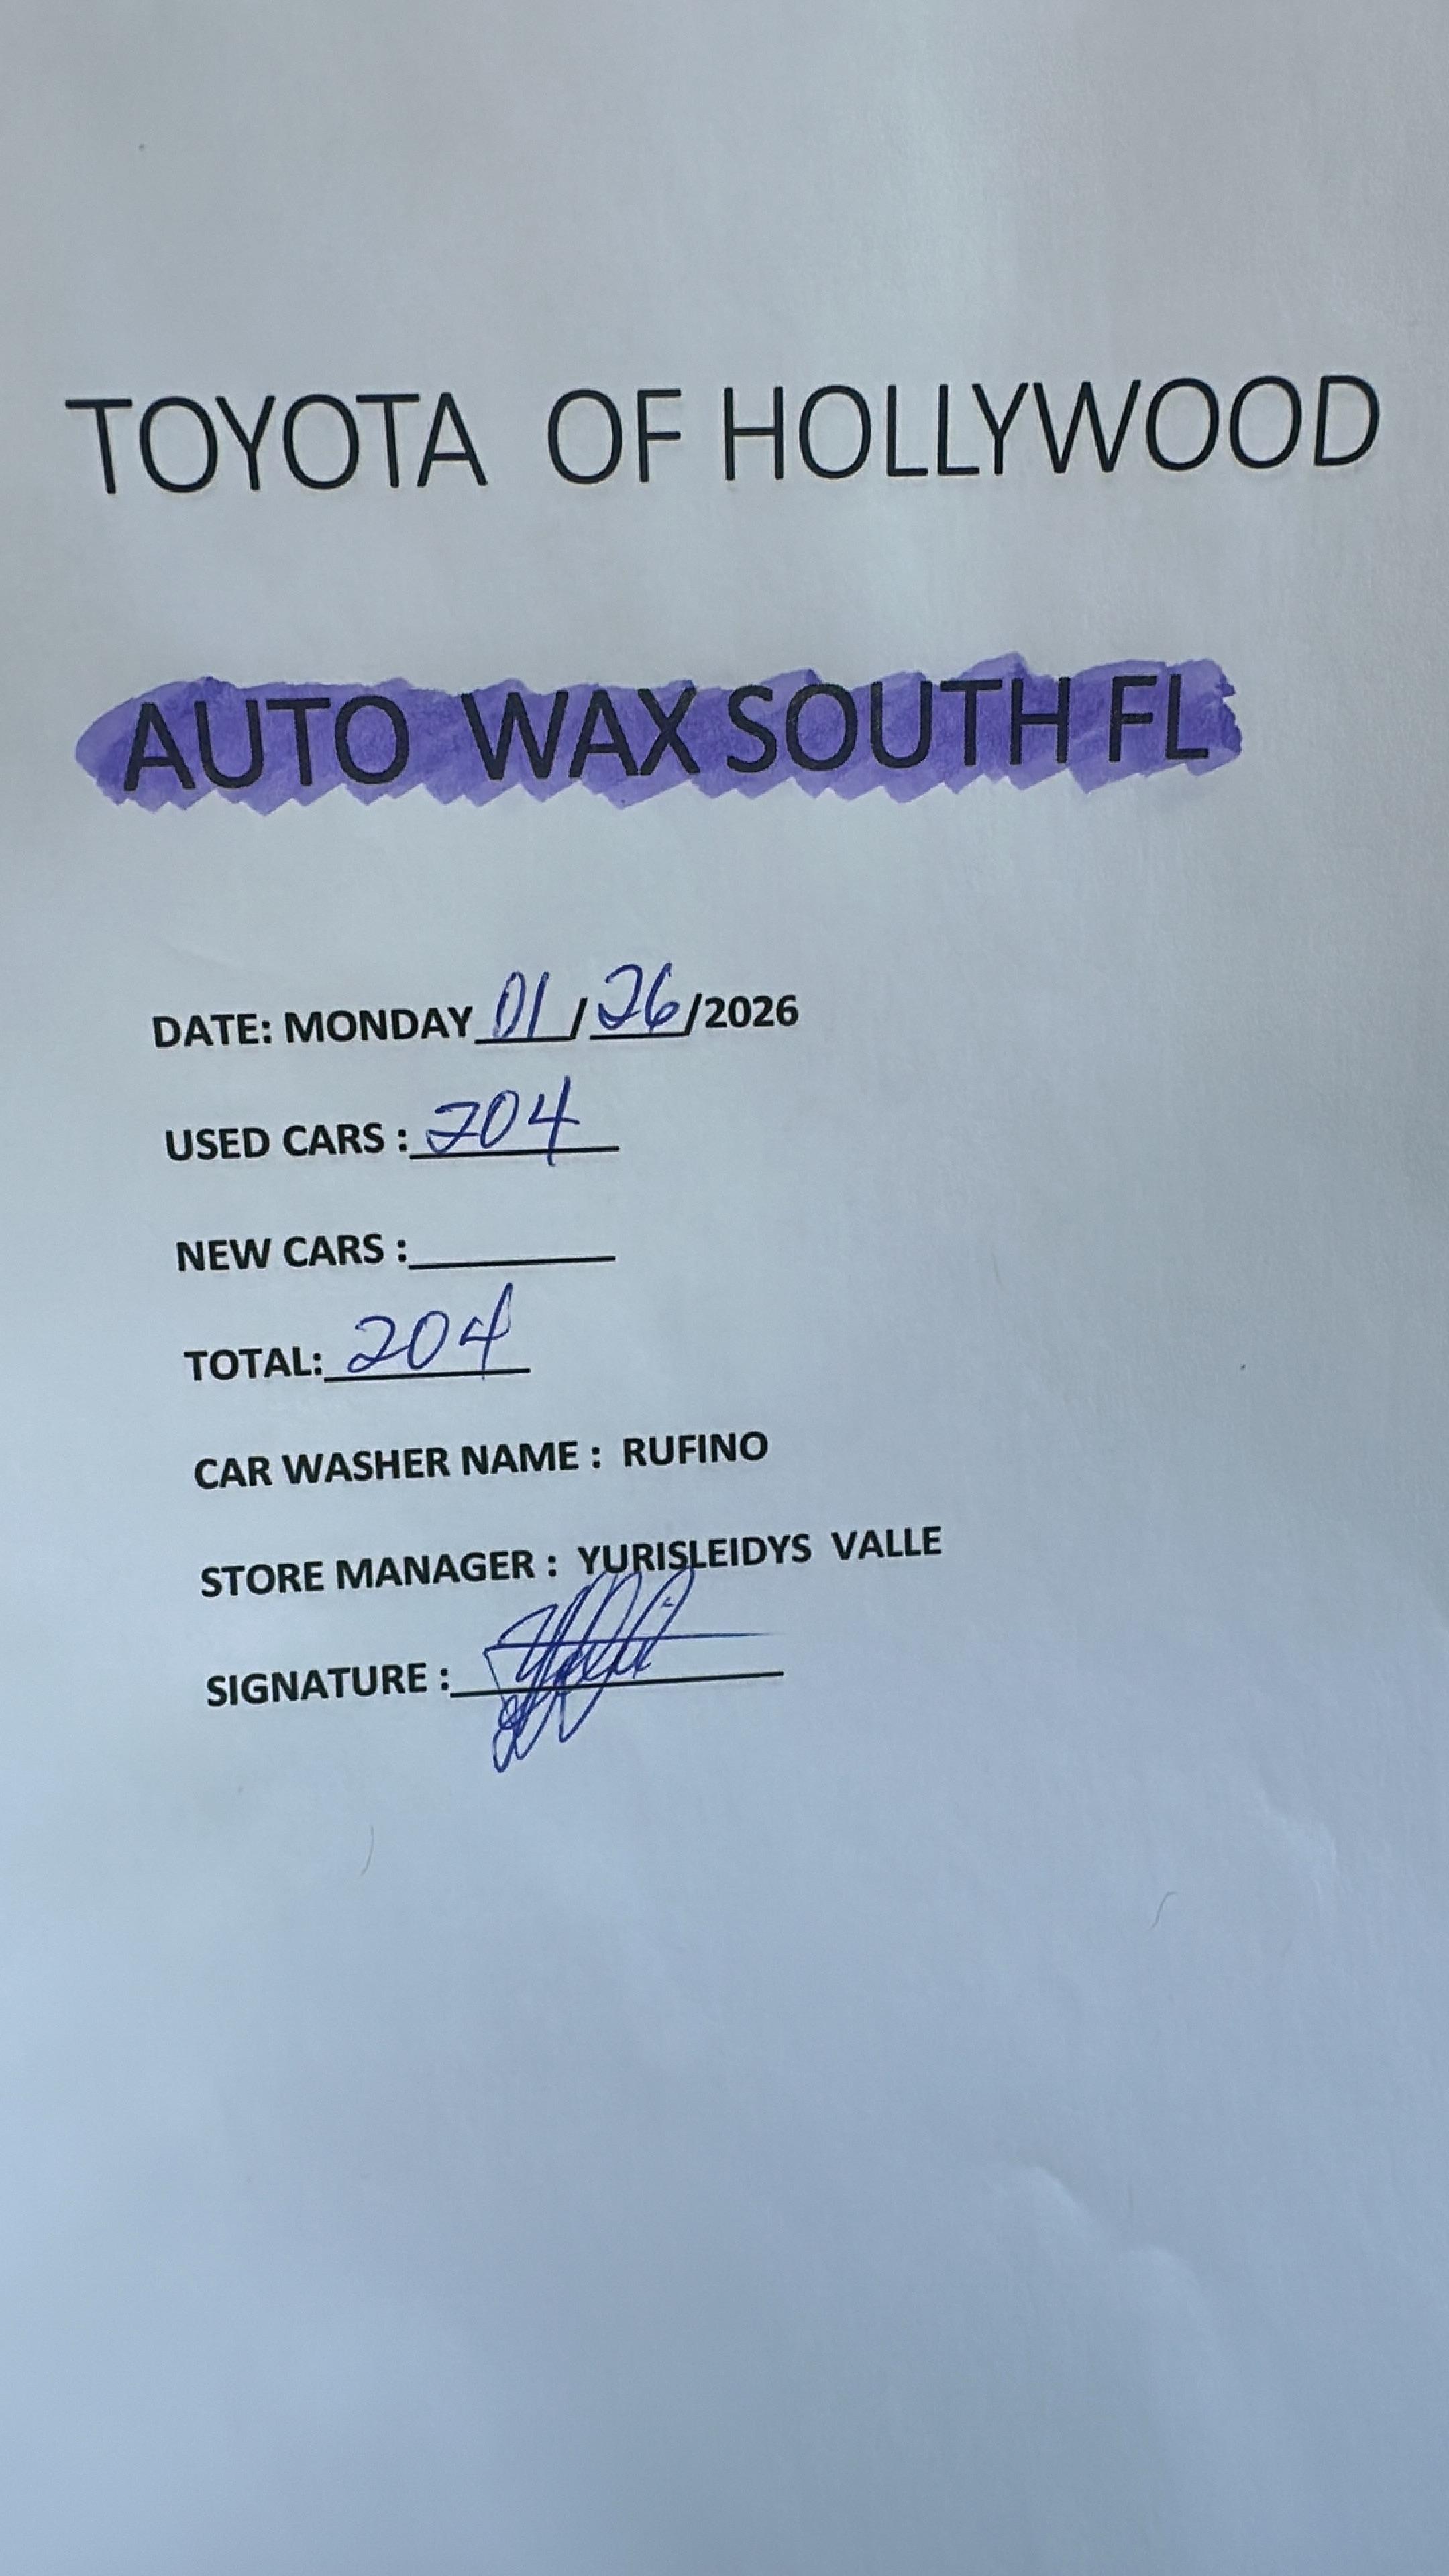 TOYOTA OF HOLLYWOOD
AUTO WAX SOUTH FL
DATE: MONDAY 01/26/2026
USED CARS : 204
NEW CARS :
TOTAL: 204
CAR WASHER NAME : RUFINO
STORE MANAGER : YURISLEIDYS VALLE
SIGNATURE :